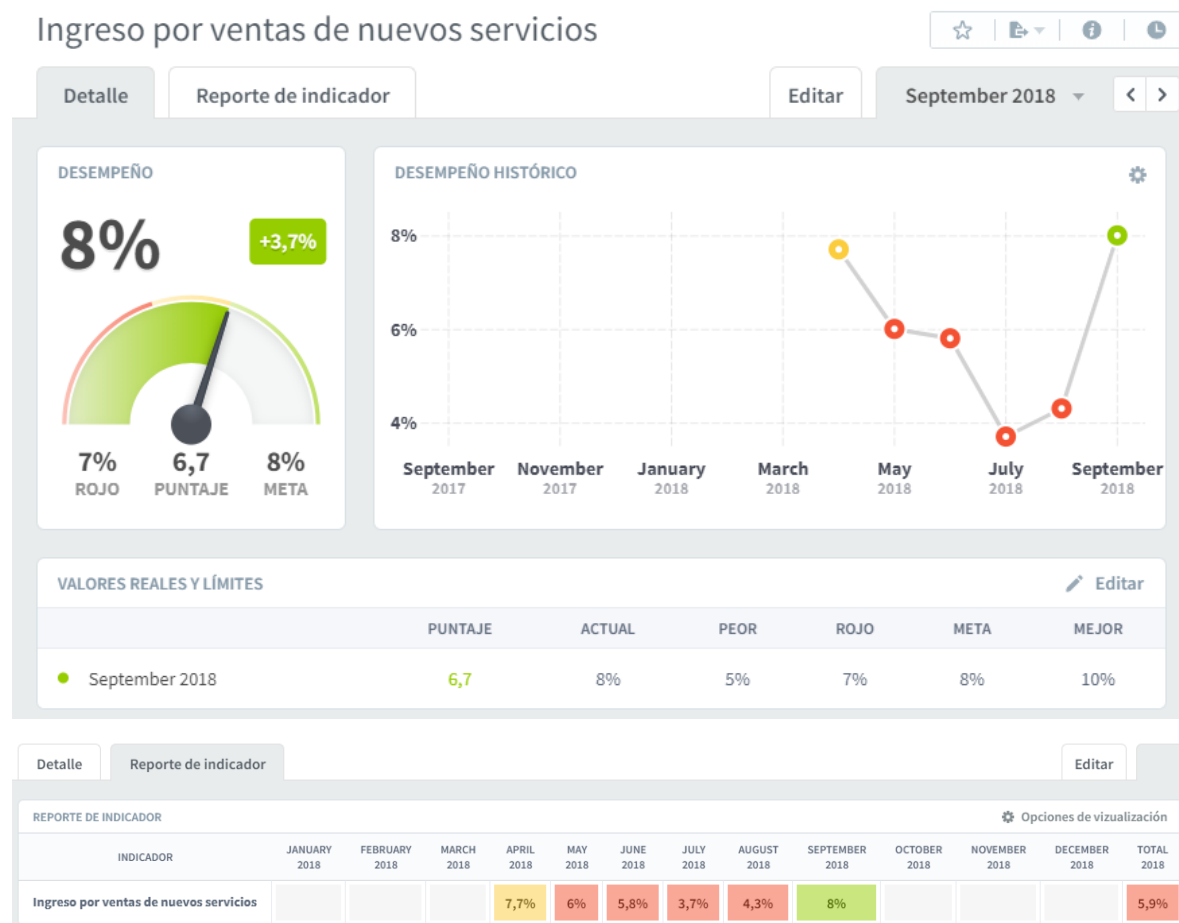 Ingreso por ventas de nuevos servicios
Detalle Reporte de indicador Editar September 2018
DESEMPEÑO
8% +3,7%
7% 6,7 8%
ROJO PUNTAJE META
DESEMPEÑO HISTÓRICO
8%
6%
4%
September November January March May July September
2017 2017 2018 2018 2018 2018 2018
VALORES REALES Y LÍMITES Editar
PUNTAJE ACTUAL PEOR ROJO META MEJOR
September 2018 6,7 8% 5% 7% 8% 10%
Detalle Reporte de indicador Editar
REPORTE DE INDICADOR Opciones de vizualización
INDICADOR JANUARY FEBRUARY MARCH APRIL MAY JUNE JULY AUGUST SEPTEMBER OCTOBER NOVEMBER DECEMBER TOTAL
2018 2018 2018 2018 2018 2018 2018 2018 2018 2018 2018 2018 2018
Ingreso por ventas de nuevos servicios 7,7% 6% 5,8% 3,7% 4,3% 8% 5,9%